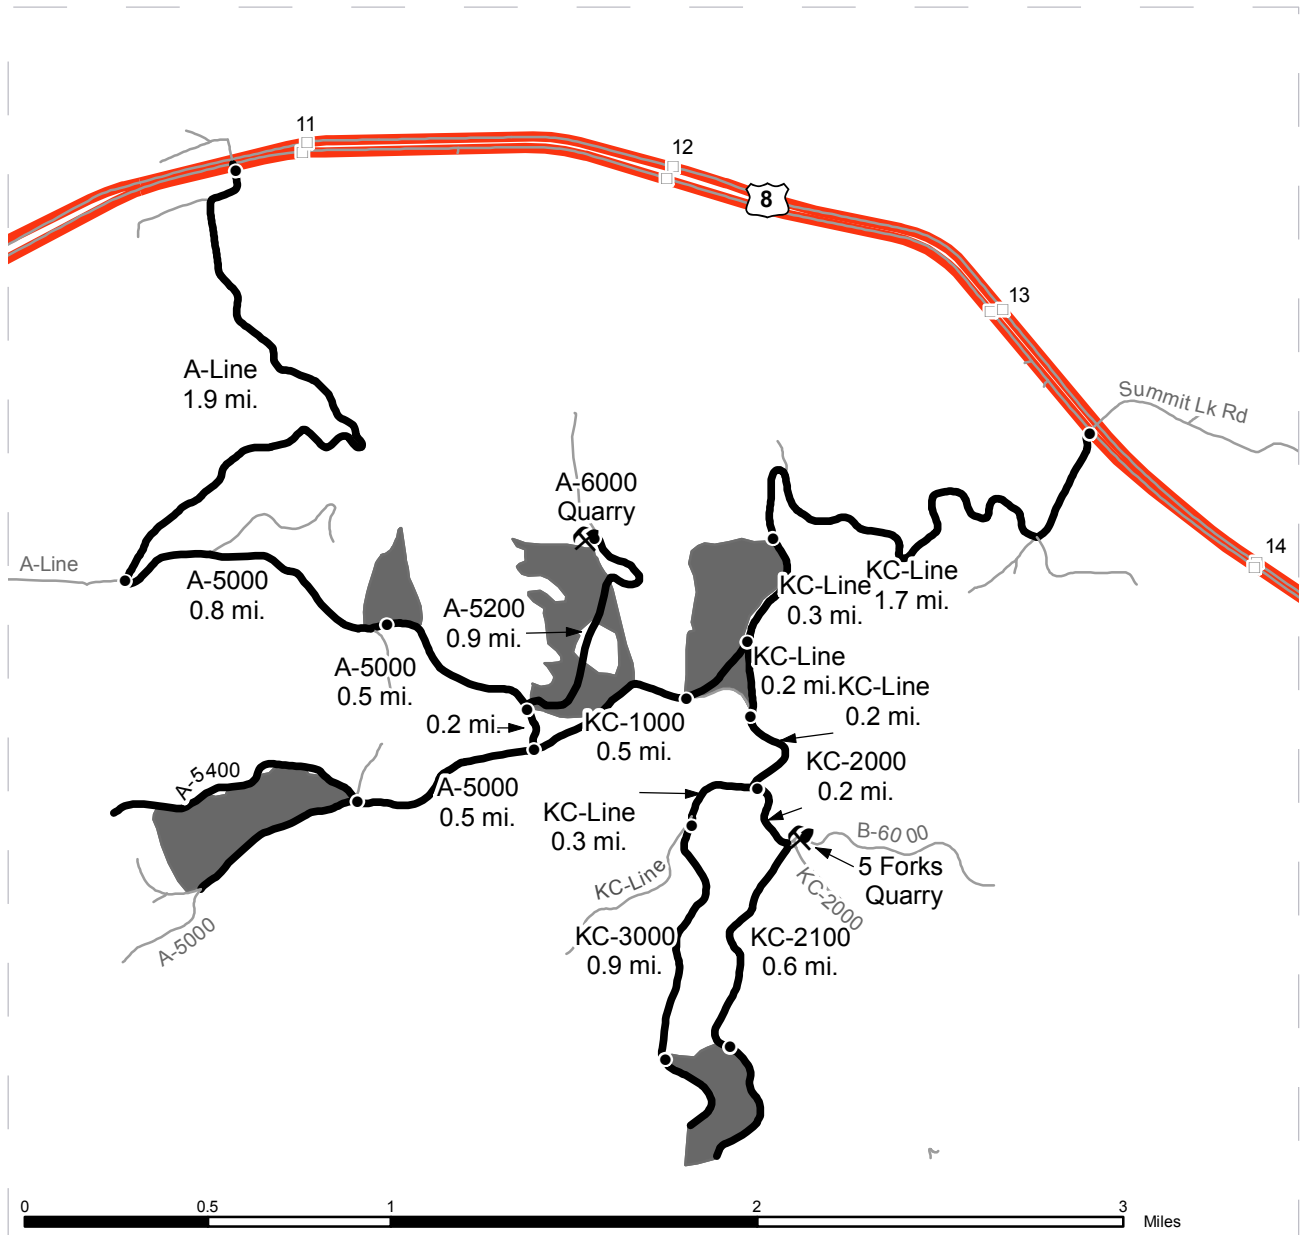 11
12
8
13
A-Line
1.9 mi.
Summit Lk Rd
A-6000
Quarry
14
A-Line
A-5000
0.8 mi.
KC-Line
0.3 mi.
KC-Line
1.7 mi.
A-5200
0.9 mi.
A-5000
0.5 mi.
KC-Line
0.2 mi.
KC-Line
0.2 mi.
0.2 mi.
KC-1000
0.5 mi.
A-5400
A-5000
0.5 mi.
KC-2000
0.2 mi.
KC-Line
0.3 mi.
B-60 00
5 Forks
Quarry
KC-Line
KC-2000
A-5000
KC-3000
0.9 mi.
KC-2100
0.6 mi.
0
0.5
1
2
3
Miles